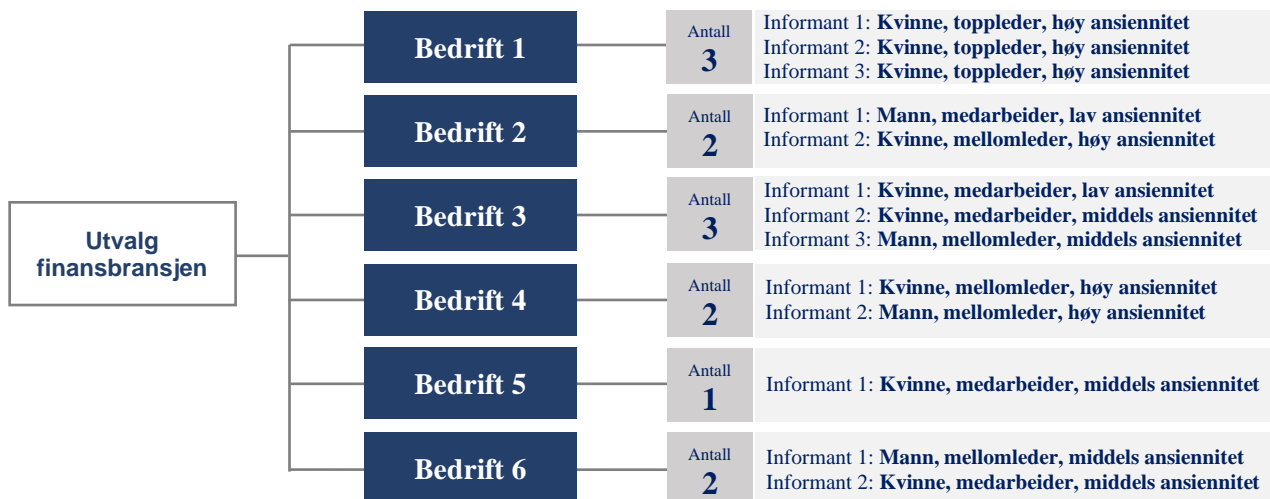 Utvalg
finansbransjen
Bedrift 1
Antall
3
Informant 1: Kvinne, toppleder, høy ansiennitet
Informant 2: Kvinne, toppleder, høy ansiennitet
Informant 3: Kvinne, toppleder, høy ansiennitet
Bedrift 2
Antall
2
Informant 1: Mann, medarbeider, lav ansiennitet
Informant 2: Kvinne, mellomleder, høy ansiennitet
Bedrift 3
Antall
3
Informant 1: Kvinne, medarbeider, lav ansiennitet
Informant 2: Kvinne, medarbeider, middels ansiennitet
Informant 3: Mann, mellomleder, middels ansiennitet
Bedrift 4
Antall
2
Informant 1: Kvinne, mellomleder, høy ansiennitet
Informant 2: Mann, mellomleder, høy ansiennitet
Bedrift 5
Antall
1
Informant 1: Kvinne, medarbeider, middels ansiennitet
Bedrift 6
Antall
2
Informant 1: Mann, mellomleder, middels ansiennitet
Informant 2: Kvinne, medarbeider, middels ansiennitet